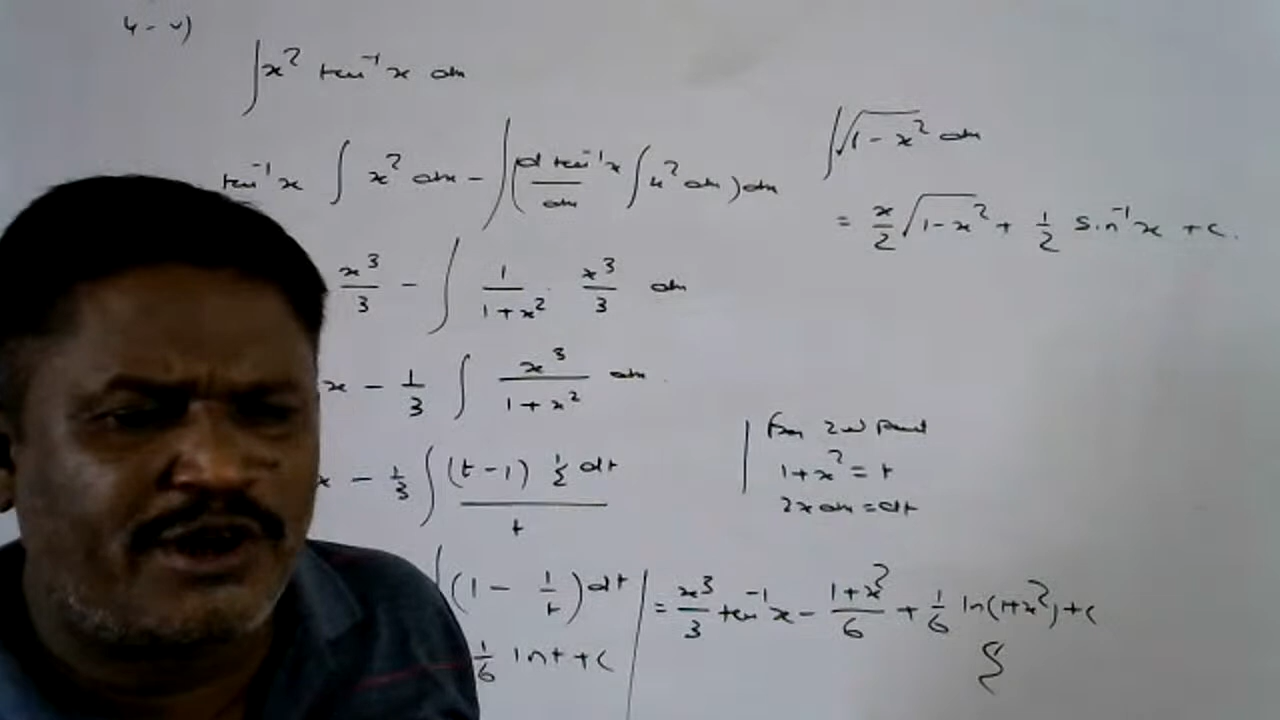 4-v)
∫ x² tan⁻¹x dx
tan⁻¹x ∫ x² dx - ∫ (d tan⁻¹x / dx ∫ x² dx) dx
x³/3 - ∫ 1/(1+x²) · x³/3 dx
x - 1/3 ∫ x³/(1+x²) dx
x - 1/3 ∫ (t-1) ½ dt / t
∫ (1 - 1/t) dt
1/6 ln t + c
= x³/3 tan⁻¹x - (1+x²)/6 + 1/6 ln(1+x²) + c
∫ √(1-x²) dx
= x/2 √(1-x²) + 1/2 sin⁻¹x + c.
2nd
1+x² = t
2x dx = dt